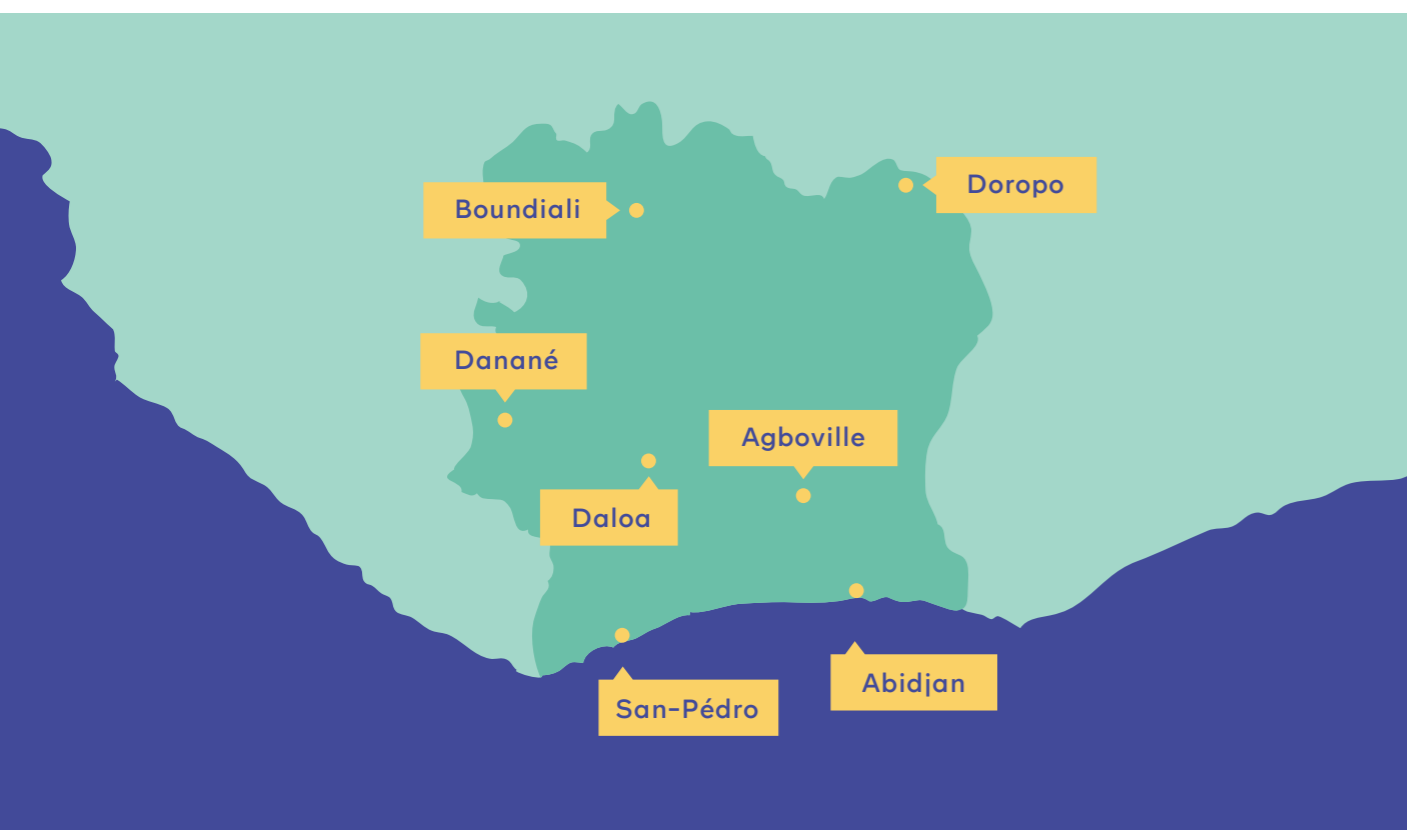 Doropo
Boundiali
Danané
Agboville
Daloa
Abidjan
San-Pédro